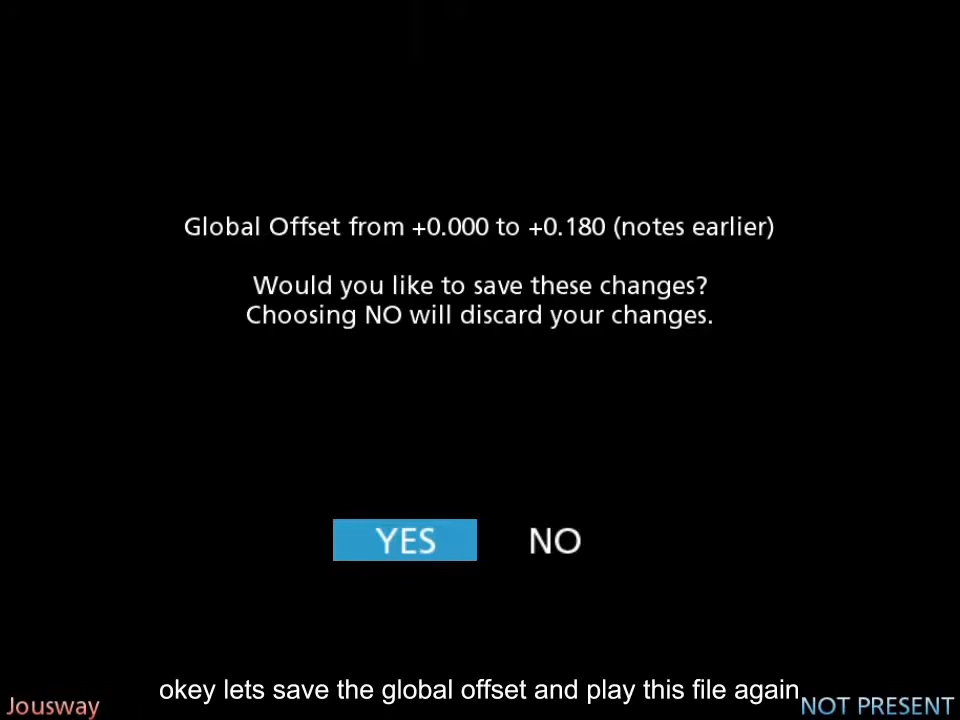 Global Offset from +0.000 to +0.180 (notes earlier)
Would you like to save these changes?
Choosing NO will discard your changes.
YES NO
okey lets save the global offset and play this file again
Jousway NOT PRESENT